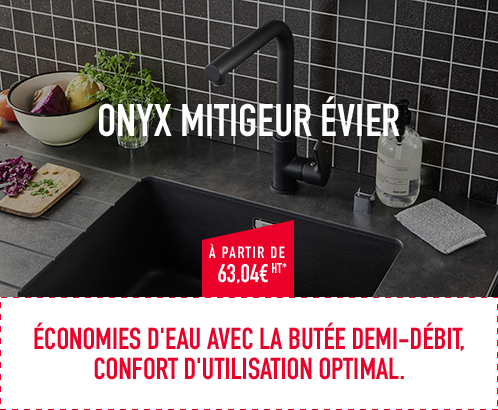 ONYX MITIGEUR ÉVIER
À PARTIR DE
63,04€ HT*
ÉCONOMIES D'EAU AVEC LA BUTÉE DEMI-DÉBIT,
CONFORT D'UTILISATION OPTIMAL.